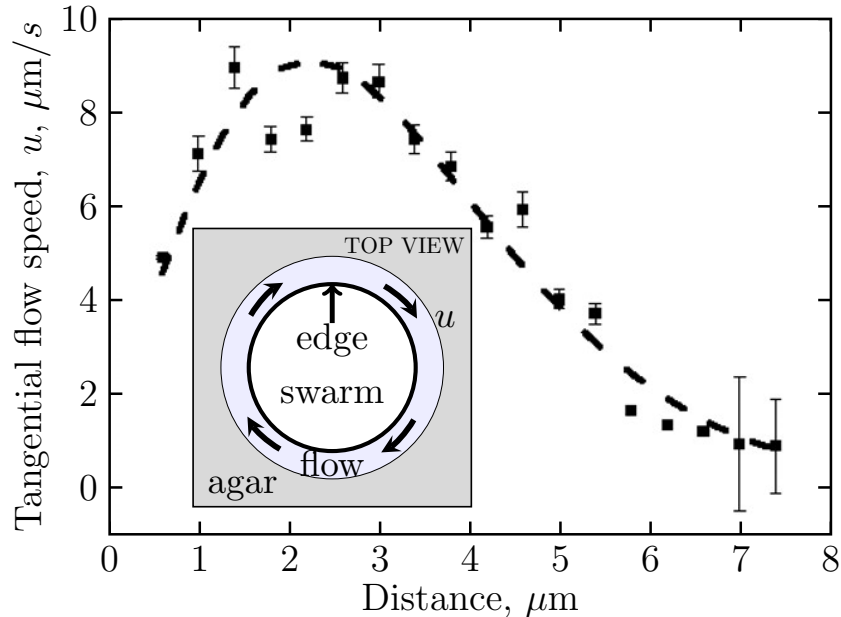 Tangential flow speed, u, μm/s
10
8
6
4
2
0
TOP VIEW
u
edge
swarm
flow
agar
0 1 2 3 4 5 6 7 8
Distance, μm